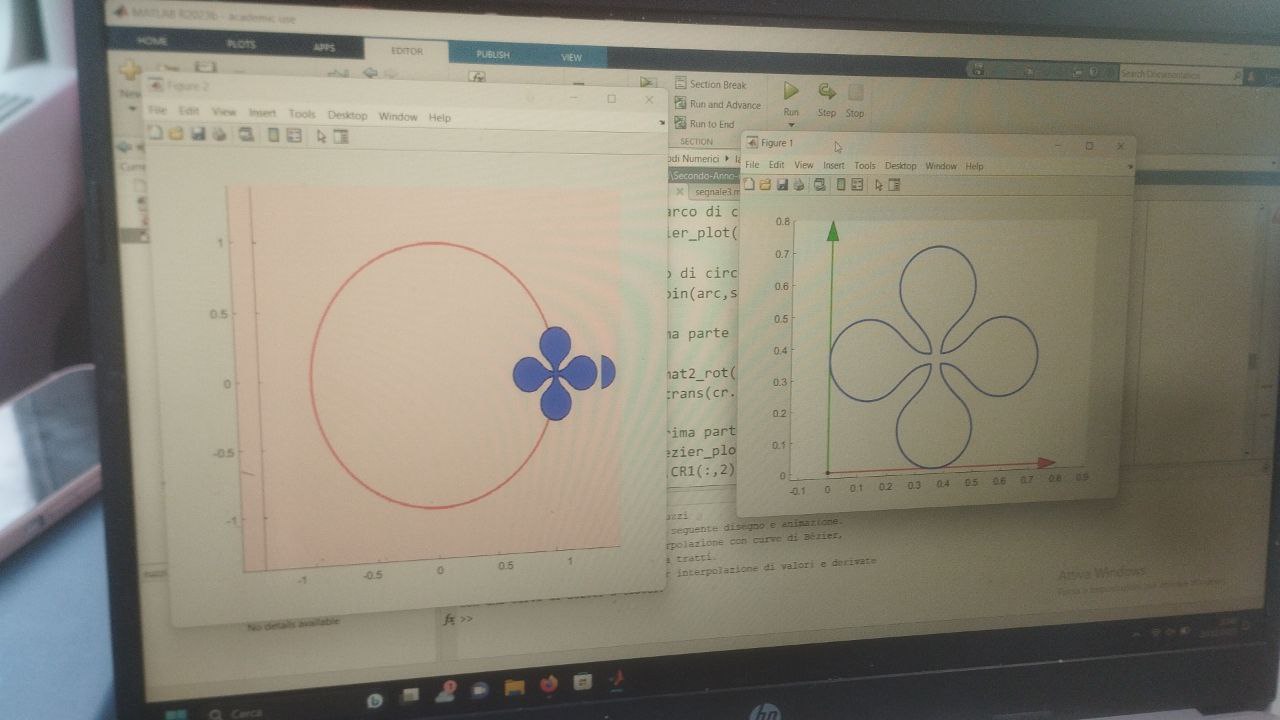 MATLAB R2023b - academic use
HOME PLOTS APPS EDITOR PUBLISH VIEW
Search Documentation
New
Section Break
Run and Advance
Run to End
SECTION
Run Step Stop
Figure 2
File Edit View Insert Tools Desktop Window Help
1
0.5
0
-0.5
-1
-1 -0.5 0 0.5 1
odi Numerici
\Secondo-Anno-
segnale3.m
arco di c
ier_plot(
o di circ
oin(arc,s
ma parte
mat2_rot(
trans(cr.
rima part
ezier_plo
CR1(:,2)
Figure 1
File Edit View Insert Tools Desktop Window Help
0.8
0.7
0.6
0.5
0.4
0.3
0.2
0.1
0
-0.1 0 0.1 0.2 0.3 0.4 0.5 0.6 0.7 0.8 0.9
azzi
seguente disegno e animazione.
rpolazione con curve di Bézier,
a tratti.
r interpolazione di valori e derivate
fx >>
No details available
Attiva Windows
Cerca
hp